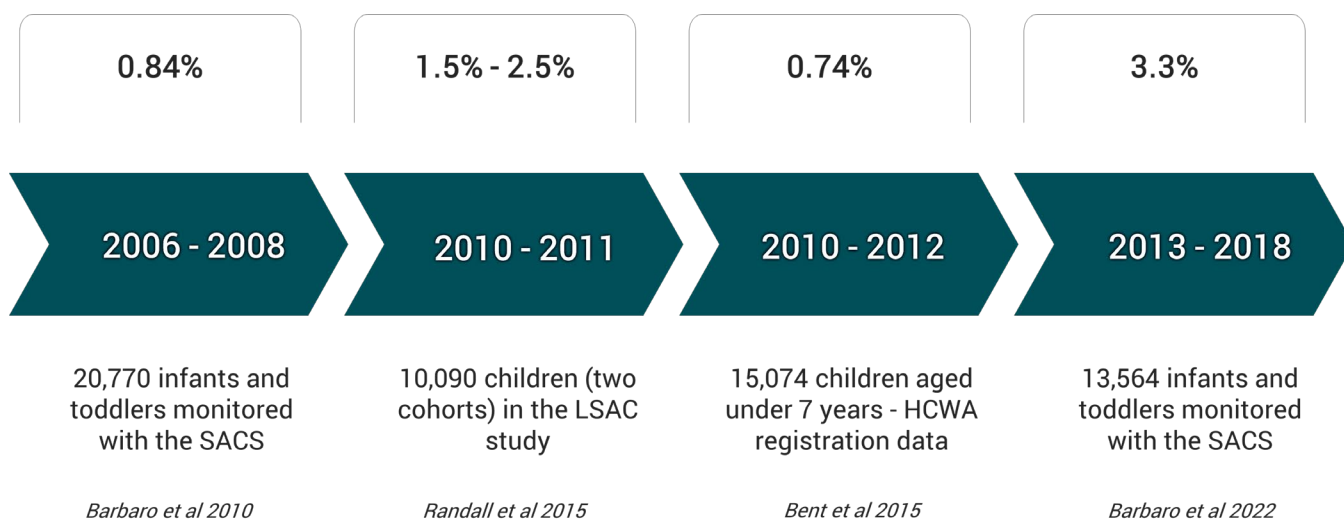 0.84%
1.5% - 2.5%
0.74%
3.3%
2006 - 2008
2010 - 2011
2010 - 2012
2013 - 2018
20,770 infants and
toddlers monitored
with the SACS
10,090 children (two
cohorts) in the LSAC
study
15,074 children aged
under 7 years - HCWA
registration data
13,564 infants and
toddlers monitored
with the SACS
Barbaro et al 2010
Randall et al 2015
Bent et al 2015
Barbaro et al 2022